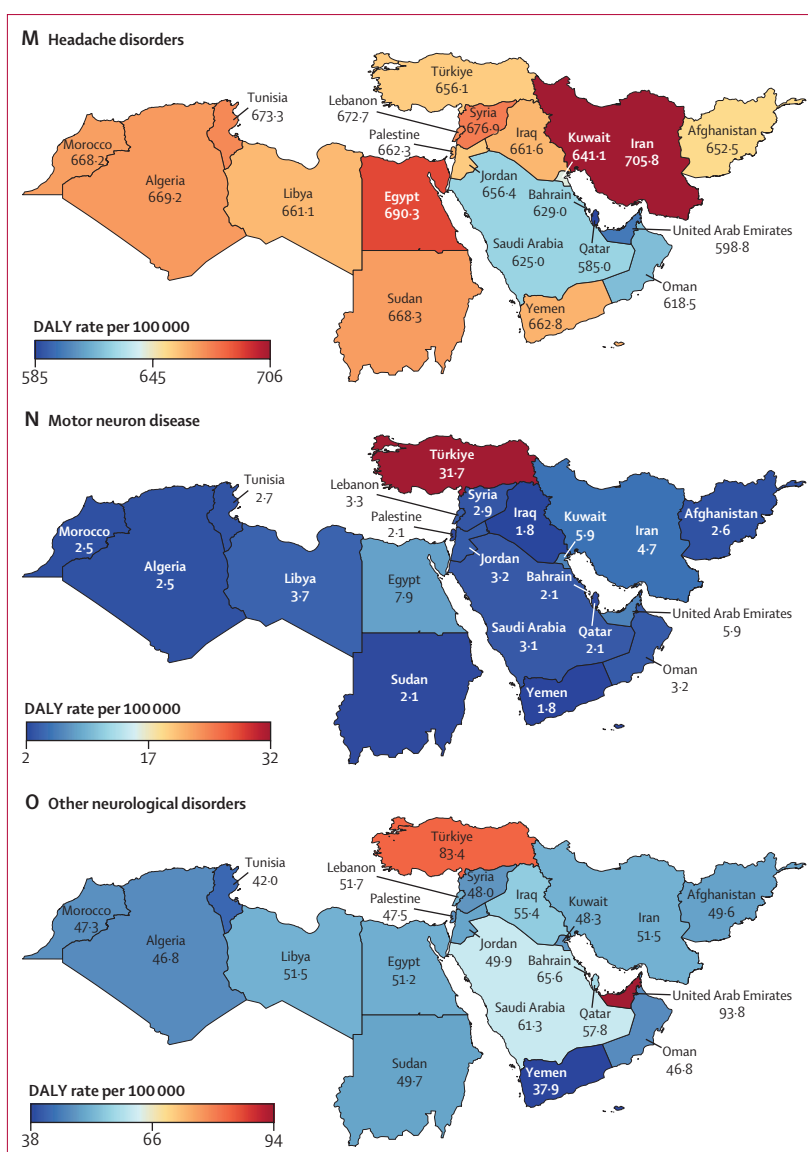 M Headache disorders
Türkiye
656·1
Tunisia
673·3
Lebanon
672·7
Syria
676·9
Palestine
662·3
Iraq
661·6
Kuwait
641·1
Iran
705·8
Afghanistan
652·5
Morocco
668·2
Algeria
669·2
Libya
661·1
Egypt
690·3
Jordan
656·4
Bahrain
629·0
Saudi Arabia
625·0
Qatar
585·0
United Arab Emirates
598·8
Oman
618·5
Sudan
668·3
Yemen
662·8
DALY rate per 100 000
585 645 706
N Motor neuron disease
Türkiye
31·7
Tunisia
2·7
Lebanon
3·3
Syria
2·9
Palestine
2·1
Iraq
1·8
Kuwait
5·9
Iran
4·7
Afghanistan
2·6
Morocco
2·5
Algeria
2·5
Libya
3·7
Egypt
7·9
Jordan
3·2
Bahrain
2·1
Saudi Arabia
3·1
Qatar
2·1
United Arab Emirates
5·9
Oman
3·2
Sudan
2·1
Yemen
1·8
DALY rate per 100 000
2 17 32
O Other neurological disorders
Türkiye
83·4
Tunisia
42·0
Lebanon
51·7
Syria
48·0
Palestine
47·5
Iraq
55·4
Kuwait
48·3
Iran
51·5
Afghanistan
49·6
Morocco
47·3
Algeria
46·8
Libya
51·5
Egypt
51·2
Jordan
49·9
Bahrain
65·6
Saudi Arabia
61·3
Qatar
57·8
United Arab Emirates
93·8
Oman
46·8
Sudan
49·7
Yemen
37·9
DALY rate per 100 000
38 66 94